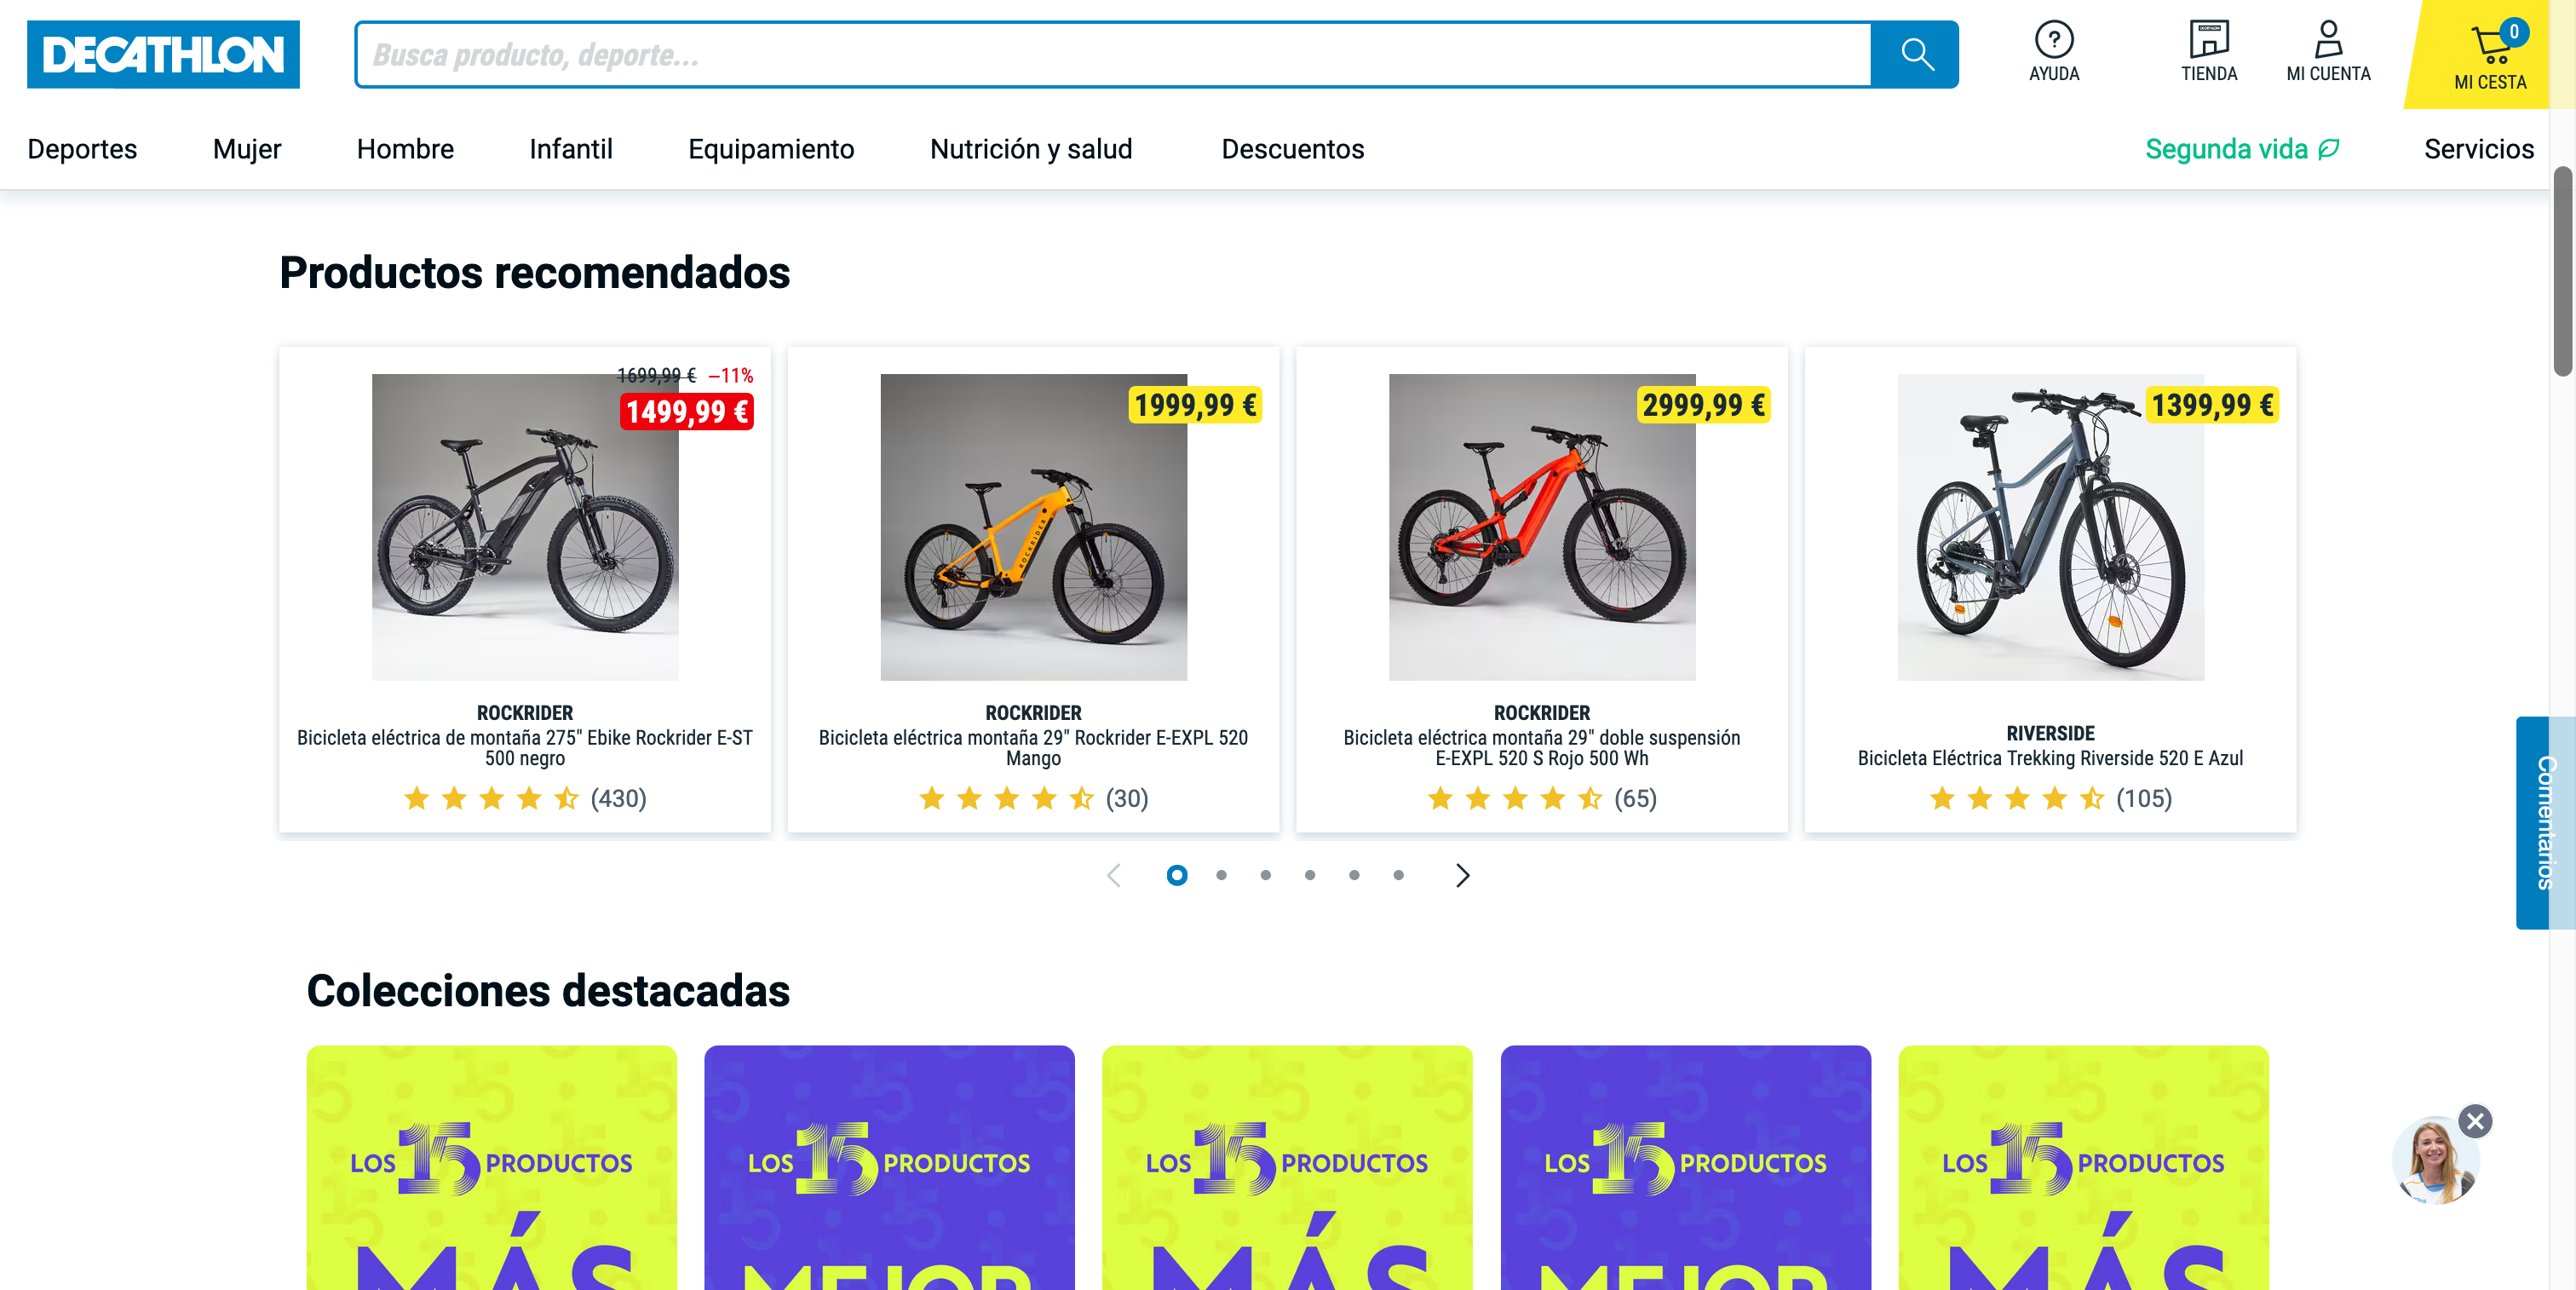 DECATHLON
Busca producto, deporte...
AYUDA
TIENDA
MI CUENTA
0
MI CESTA
Deportes
Mujer
Hombre
Infantil
Equipamiento
Nutrición y salud
Descuentos
Segunda vida
Servicios
Productos recomendados
1699,99 € –11%
1499,99 €
ROCKRIDER
Bicicleta eléctrica de montaña 275" Ebike Rockrider E-ST
500 negro
(430)
1999,99 €
ROCKRIDER
ROCKRIDER
Bicicleta eléctrica montaña 29" Rockrider E-EXPL 520
Mango
(30)
2999,99 €
ROCKRIDER
Bicicleta eléctrica montaña 29" doble suspensión
E-EXPL 520 S Rojo 500 Wh
(65)
1399,99 €
RIVERSIDE
Bicicleta Eléctrica Trekking Riverside 520 E Azul
(105)
Comentarios
Colecciones destacadas
LOS 15 PRODUCTOS
MÁS
LOS 15 PRODUCTOS
MEJOR
LOS 15 PRODUCTOS
MÁS
LOS 15 PRODUCTOS
MEJOR
LOS 15 PRODUCTOS
MÁS